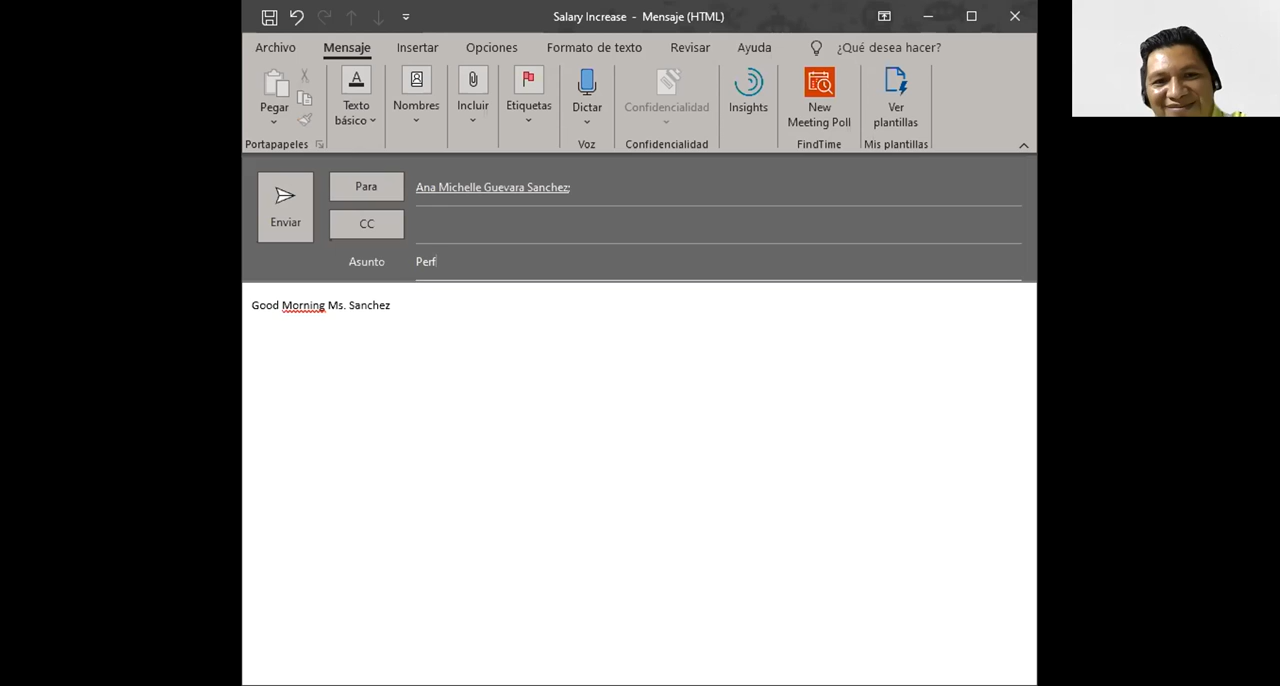 Salary Increase - Mensaje (HTML)
Archivo Mensaje Insertar Opciones Formato de texto Revisar Ayuda ¿Qué desea hacer?
Pegar
Texto básico
Nombres
Incluir
Etiquetas
Dictar
Confidencialidad
Insights
New Meeting Poll
Ver plantillas
Portapapeles Voz Confidencialidad FindTime Mis plantillas
Enviar
Para Ana Michelle Guevara Sanchez;
CC
Asunto Perf
Good Morning Ms. Sanchez